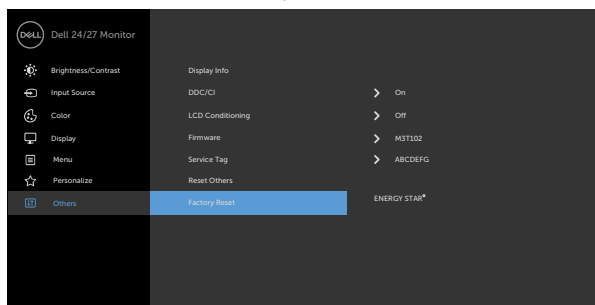 DELL Dell 24/27 Monitor
Brightness/Contrast Display Info
Input Source DDC/CI On
Color LCD Conditioning Off
Display Firmware M3T102
Menu Service Tag ABCDEFG
Personalize Reset Others
Others Factory Reset ENERGY STAR®